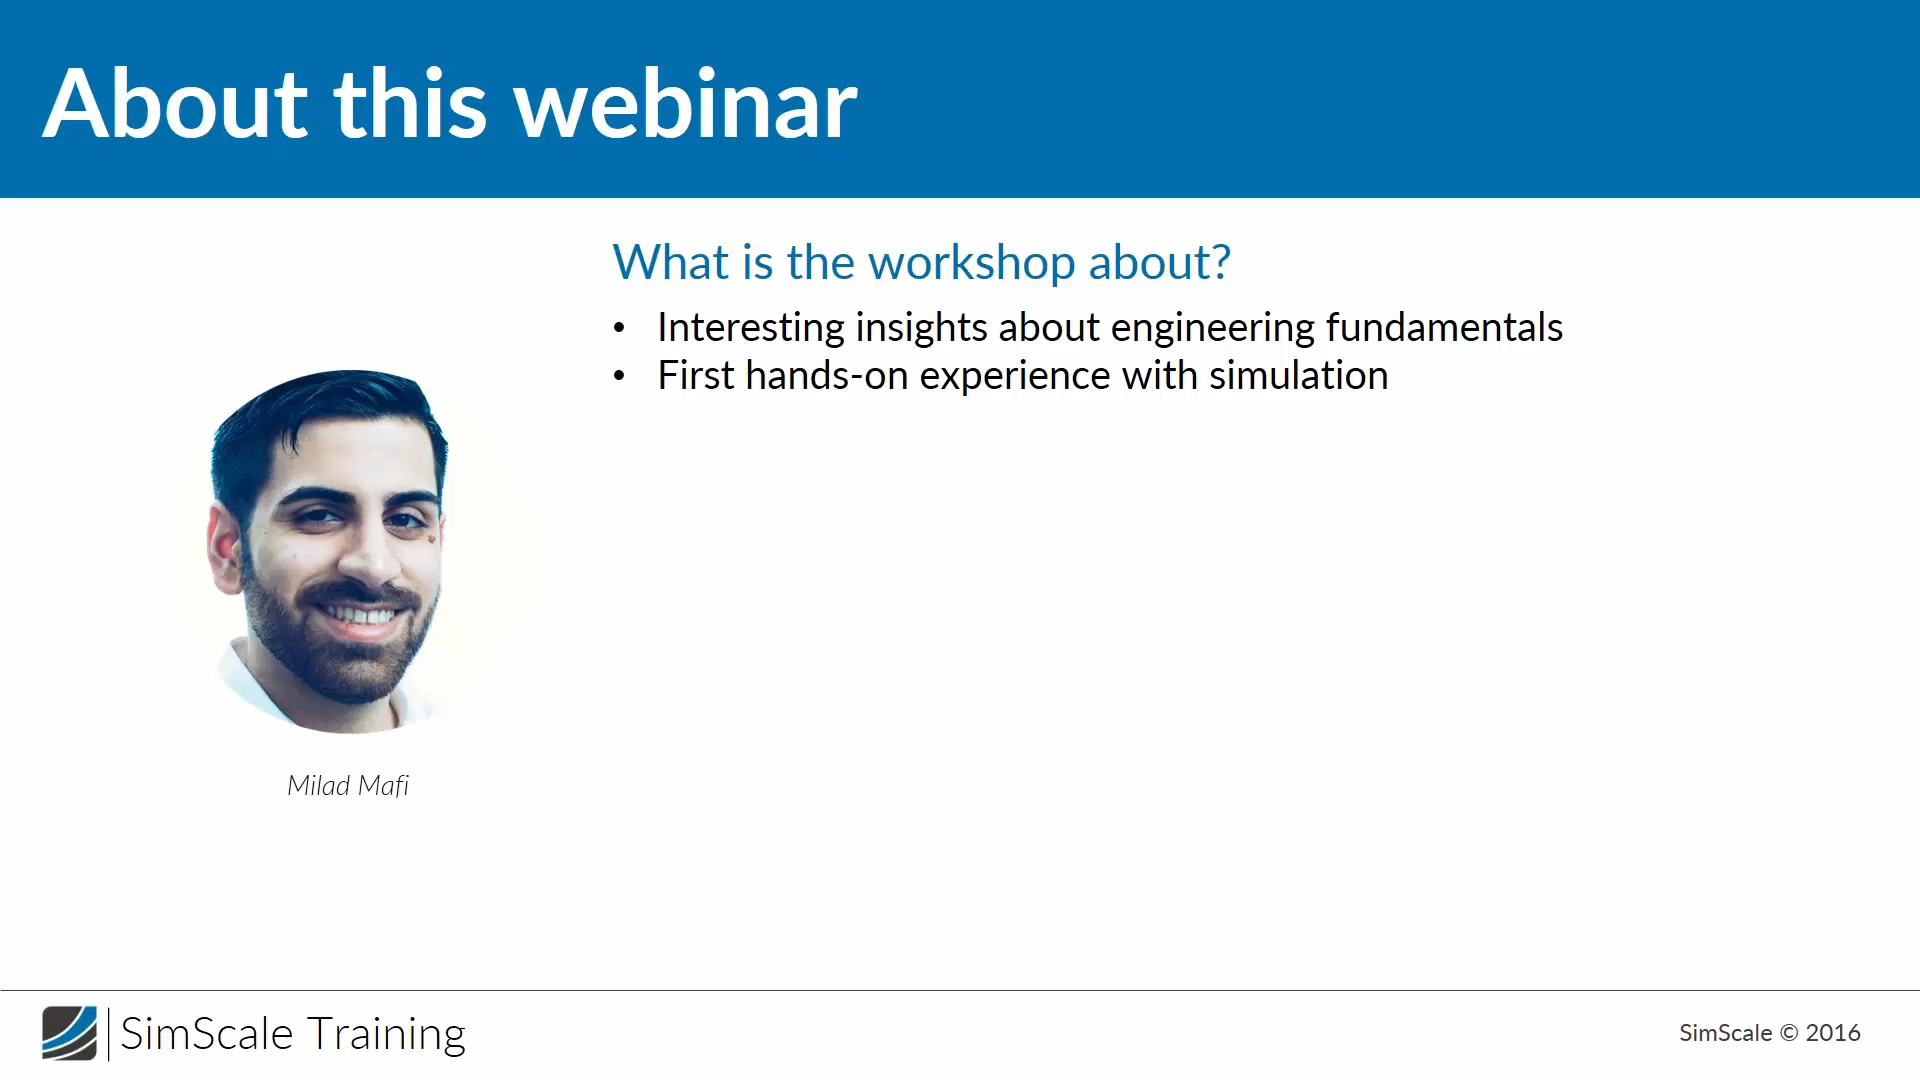 About this webinar
What is the workshop about?
• Interesting insights about engineering fundamentals
• First hands-on experience with simulation
Milad Mafi
SimScale Training
SimScale © 2016